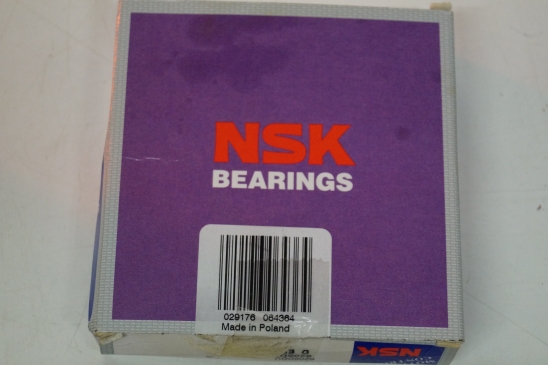 NSK
BEARINGS
029176 064364
Made in Poland
NSK